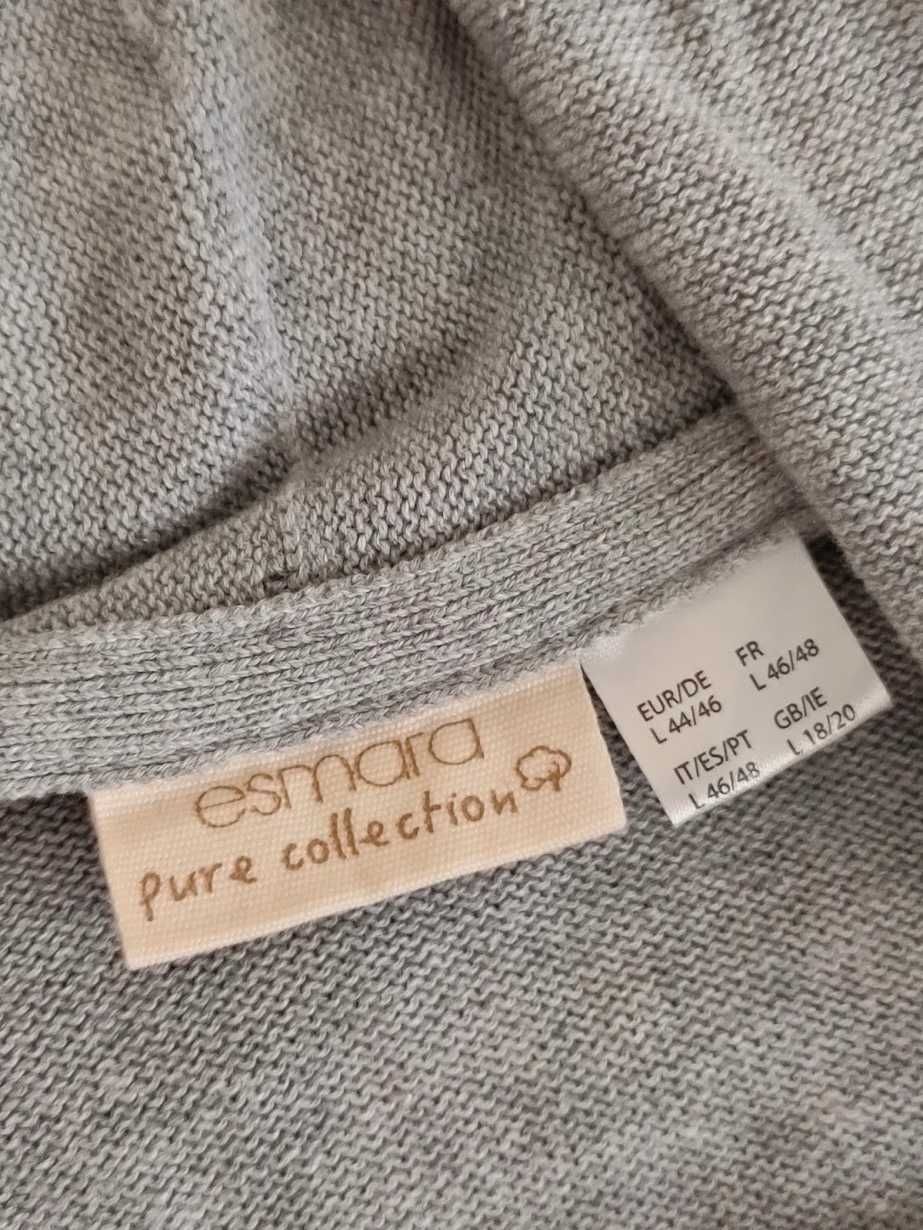 esmara
pure collection
EUR/DE FR
L 44/46 L 46/48
IT/ES/PT GB/IE
L 46/48 L 18/20